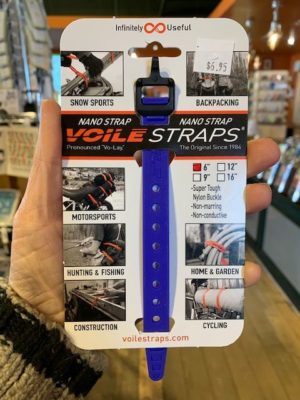 Infinitely ∞ Useful
$6.95
SNOW SPORTS
BACKPACKING
NANO STRAP
NANO STRAP
VOILE STRAPS®
Pronounced "Vo-Lay"
The Original Since 1984
6" 12"
9" 16"
-Super Tough
Nylon Buckle
-Non-marring
-Non-conductive
MOTORSPORTS
HUNTING & FISHING
HOME & GARDEN
CONSTRUCTION
CYCLING
voilestraps.com